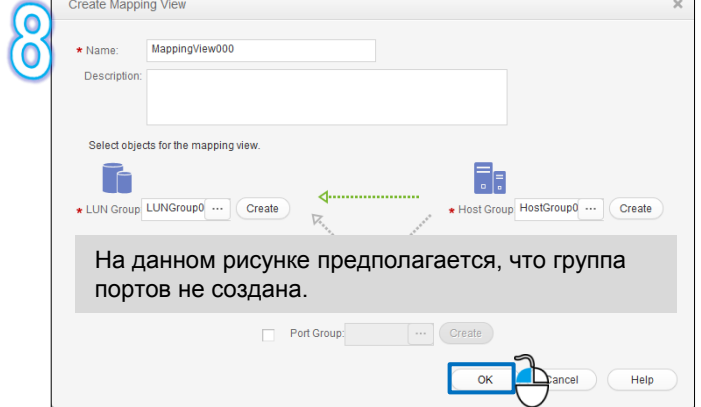 8
Create Mapping View
* Name: MappingView000
Description:
Select objects for the mapping view.
* LUN Group LUNGroup0 ... Create
* Host Group HostGroup0 ... Create
На данном рисунке предполагается, что группа
портов не создана.
Port Group: ... Create
OK Cancel Help